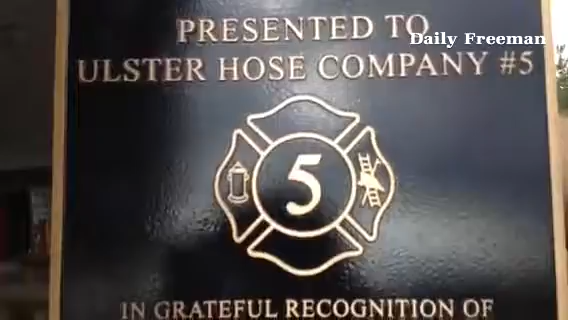 Daily Freeman
PRESENTED TO
ULSTER HOSE COMPANY #5
5
IN GRATEFUL RECOGNITION OF